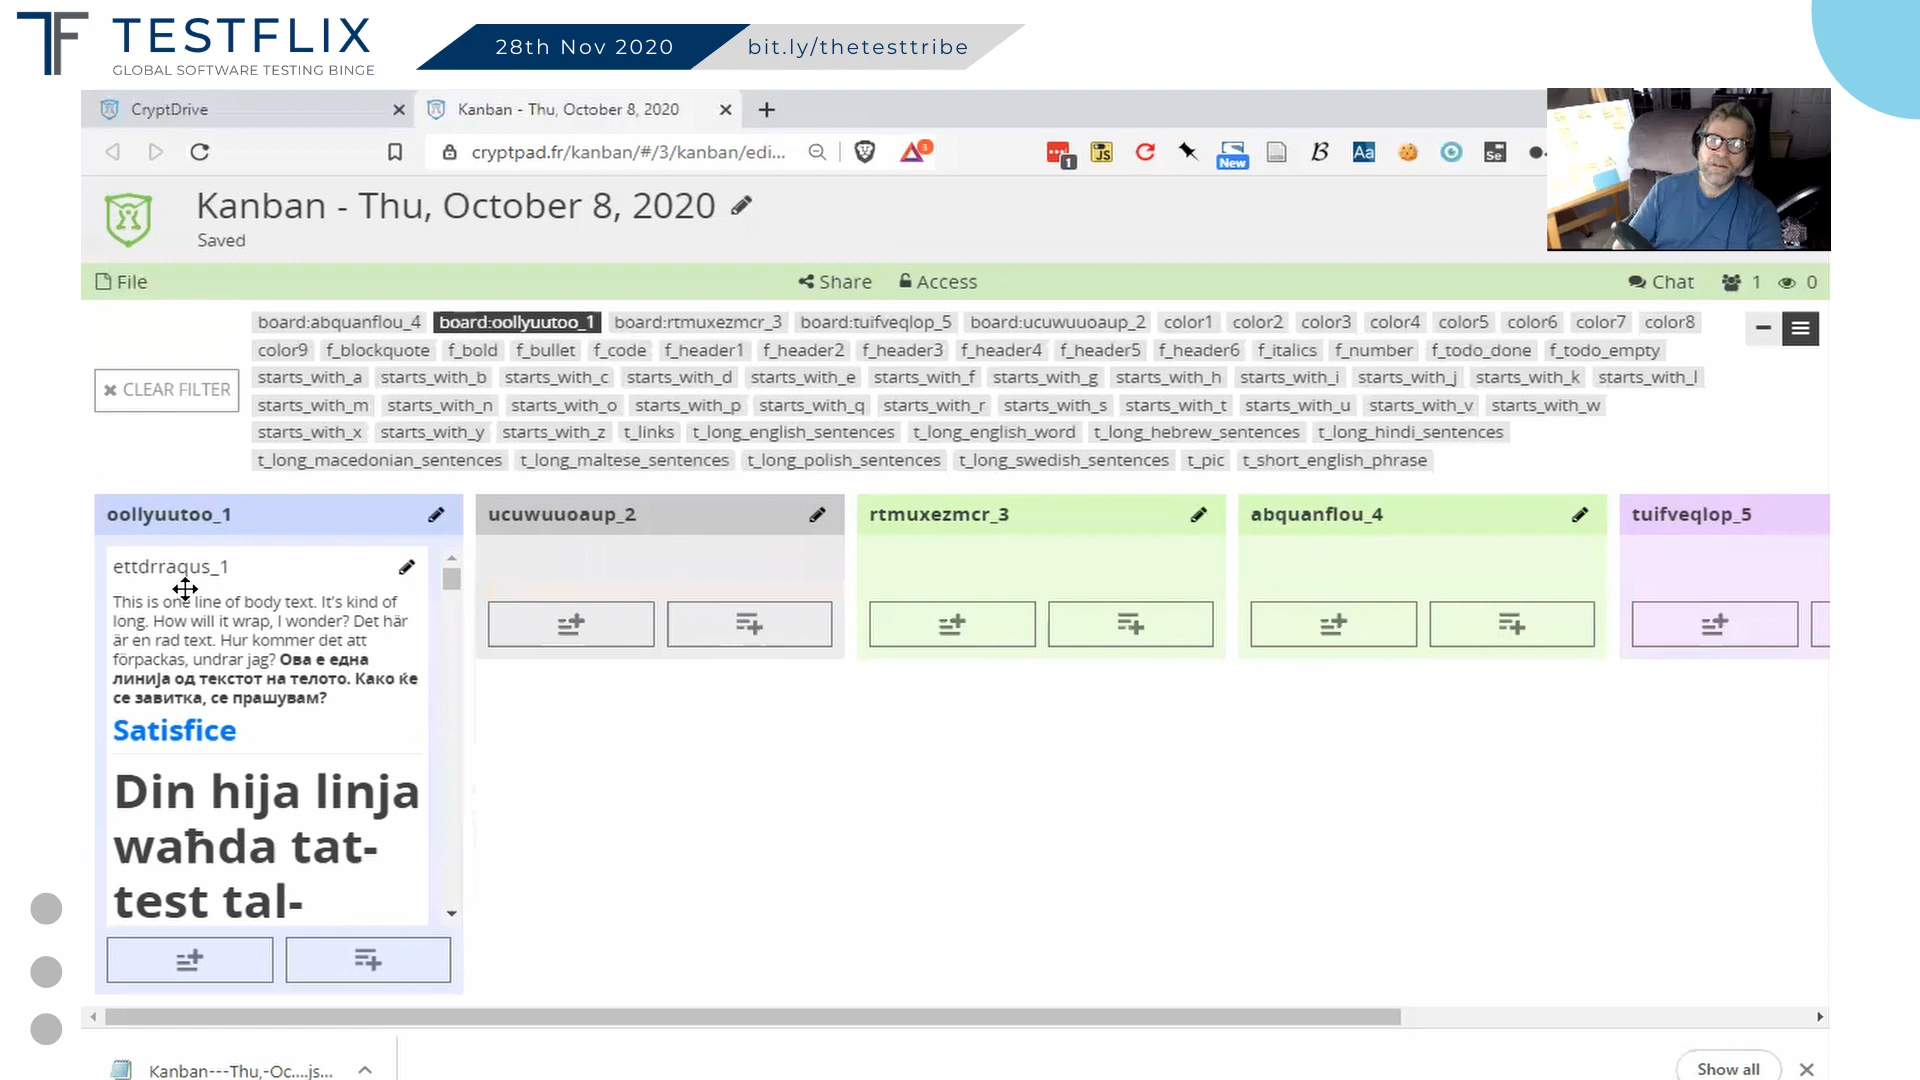 TF TESTFLIX
GLOBAL SOFTWARE TESTING BINGE
28th Nov 2020
bit.ly/thetesttribe
CryptDrive
Kanban - Thu, October 8, 2020
cryptpad.fr/kanban/#/3/kanban/edi...
3
1
JS
New
B
Aa
Se
Kanban - Thu, October 8, 2020
Saved
File
Share
Access
Chat
1
0
CLEAR FILTER
board:abquanflou_4 board:oollyuutoo_1 board:rtmuxezmcr_3 board:tuifveqlop_5 board:ucuwuuoaup_2 color1 color2 color3 color4 color5 color6 color7 color8
color9 f_blockquote f_bold f_bullet f_code f_header1 f_header2 f_header3 f_header4 f_header5 f_header6 f_italics f_number f_todo_done f_todo_empty
starts_with_a starts_with_b starts_with_c starts_with_d starts_with_e starts_with_f starts_with_g starts_with_h starts_with_i starts_with_j starts_with_k starts_with_l
starts_with_m starts_with_n starts_with_o starts_with_p starts_with_q starts_with_r starts_with_s starts_with_t starts_with_u starts_with_v starts_with_w
starts_with_x starts_with_y starts_with_z t_links t_long_english_sentences t_long_english_word t_long_hebrew_sentences t_long_hindi_sentences
t_long_macedonian_sentences t_long_maltese_sentences t_long_polish_sentences t_long_swedish_sentences t_pic t_short_english_phrase
oollyuutoo_1
ucuwuuoaup_2
rtmuxezmcr_3
abquanflou_4
tuifveqlop_5
ettdrraqus_1
This is one line of body text. It's kind of
long. How will it wrap, I wonder? Det här
är en rad text. Hur kommer det att
förpackas, undrar jag? Ова е една
линија од текстот на телото. Како ќе
се завитка, се прашувам?
Satisfice
Din hija linja
waħda tat-
test tal-
Kanban---Thu,-Oc....js...
Show all